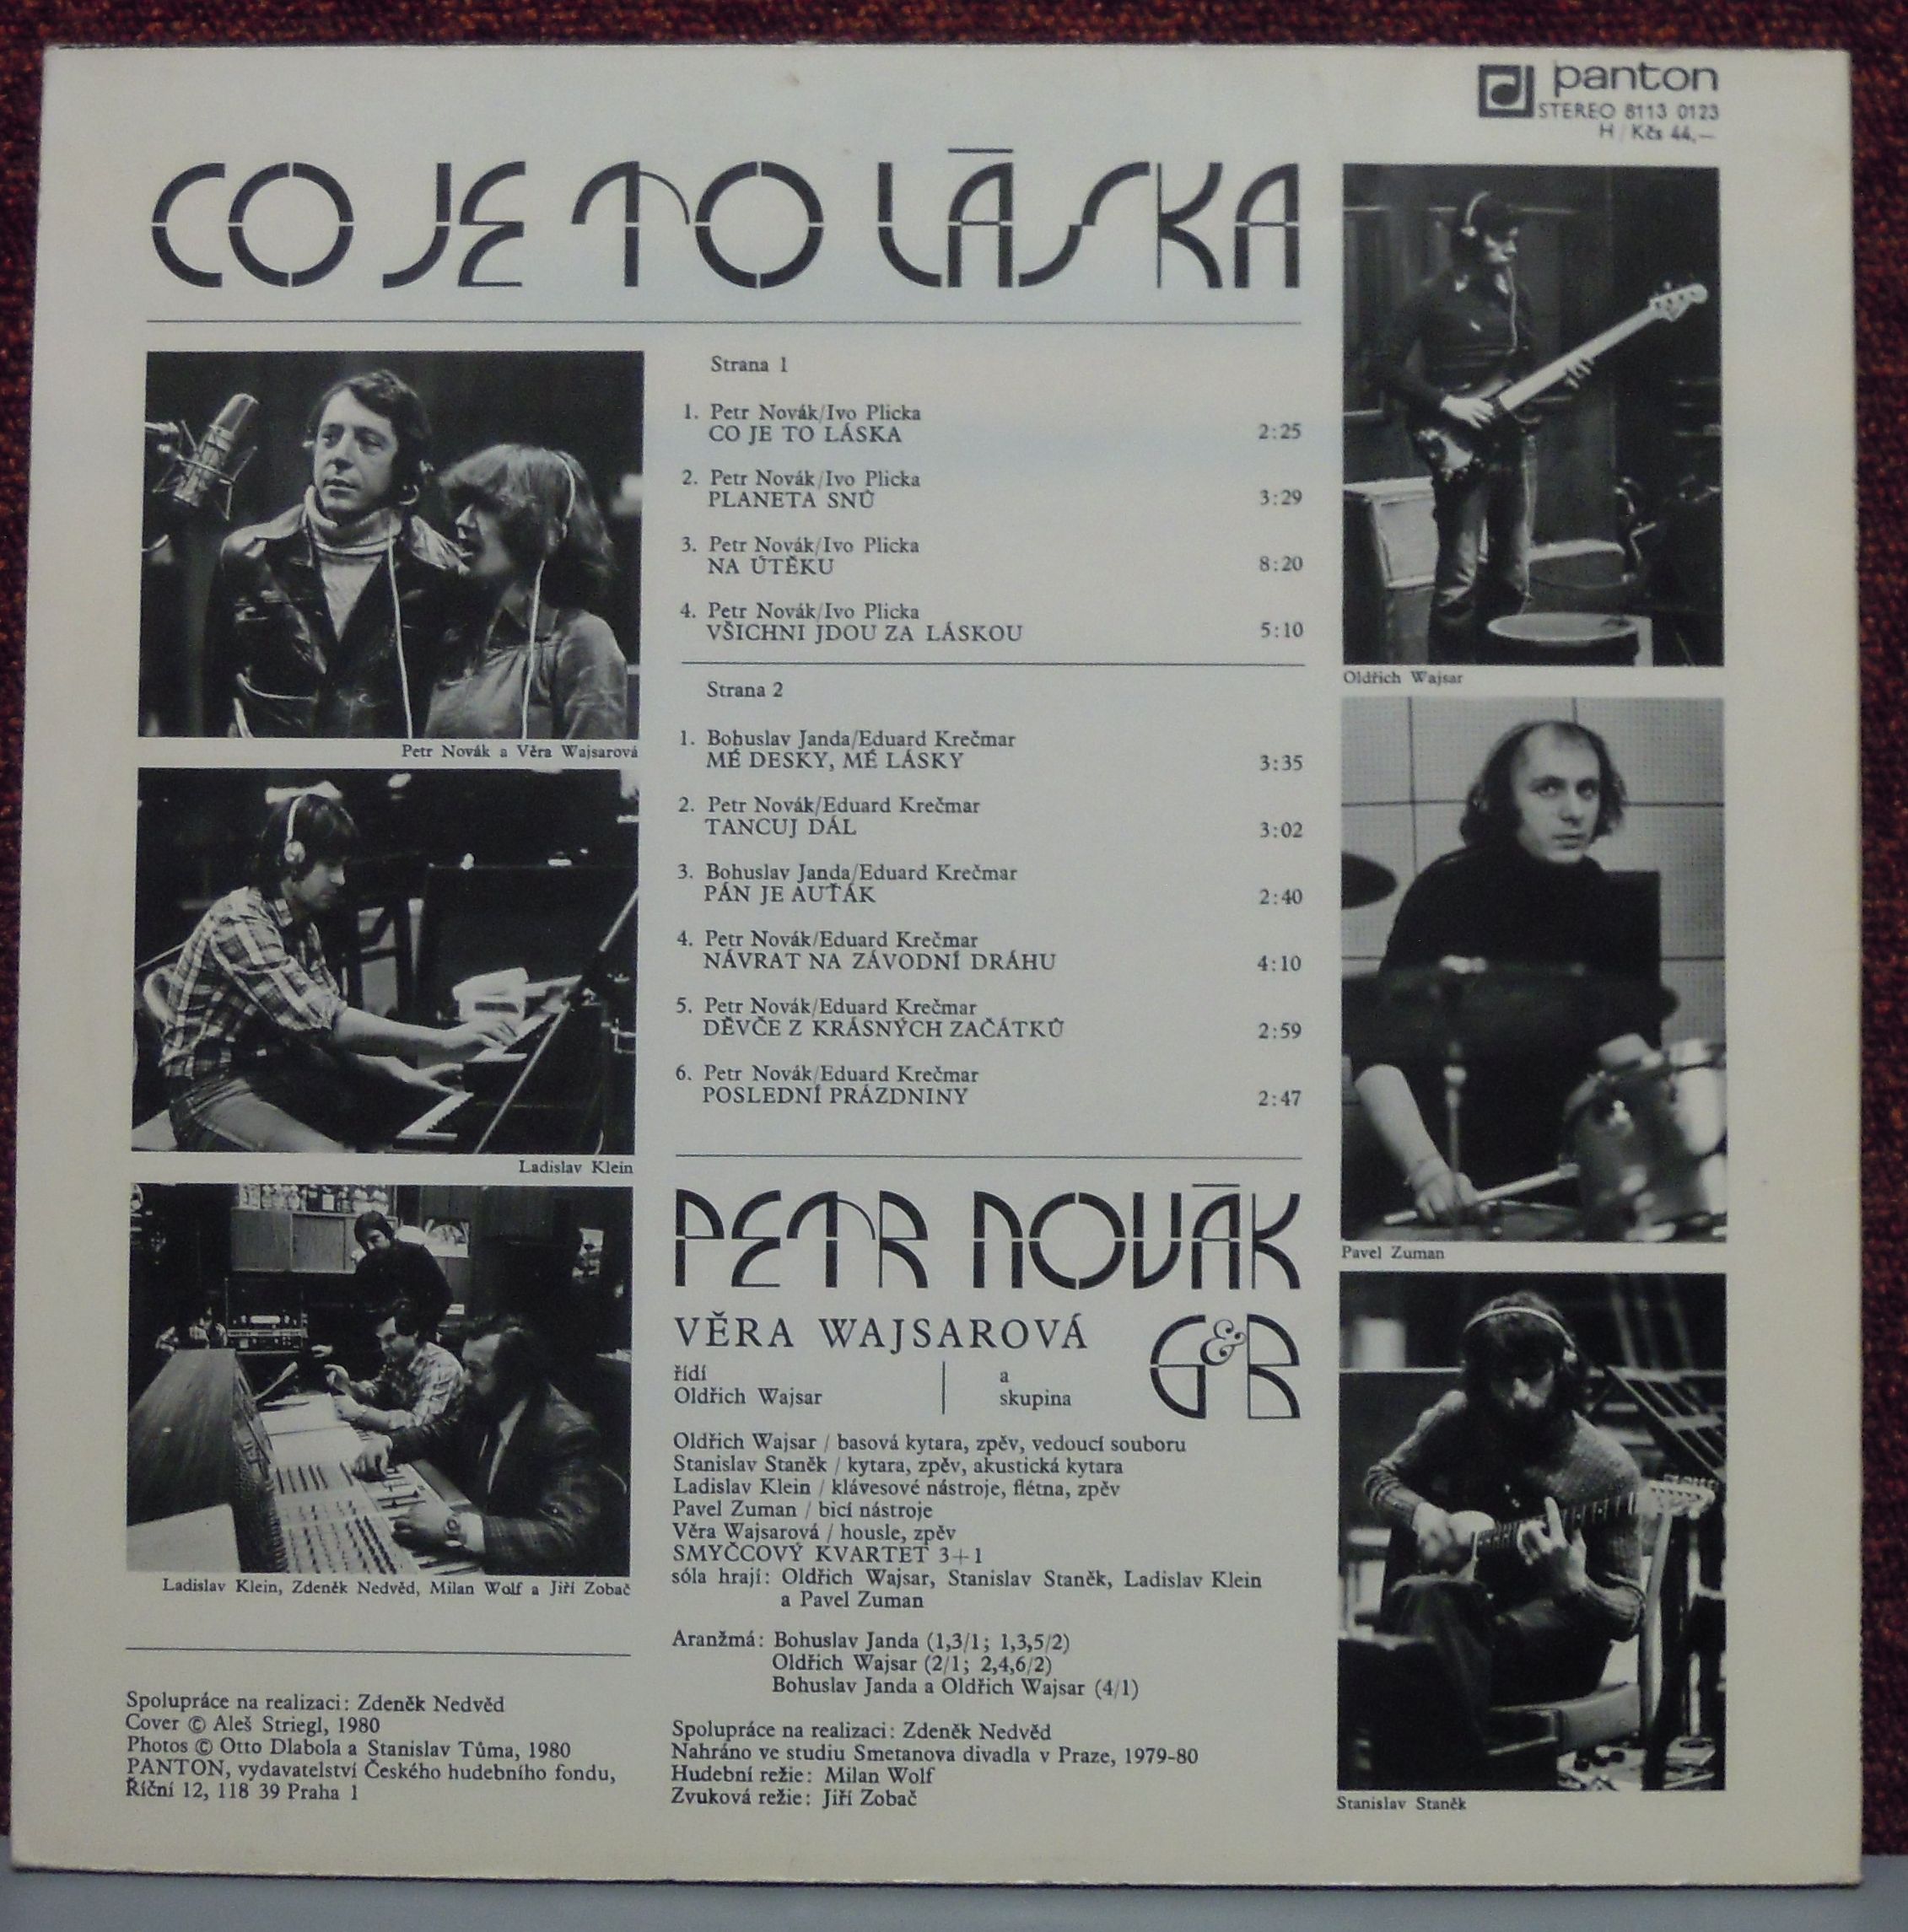 panton
STEREO 8113 0123
H / Kčs 44,—
CO JE TO LÁSKA
Strana 1
1. Petr Novák/Ivo Plicka
CO JE TO LÁSKA 2:25
2. Petr Novák/Ivo Plicka
PLANETA SNŮ 3:29
3. Petr Novák/Ivo Plicka
NA ÚTĚKU 8:20
4. Petr Novák/Ivo Plicka
VŠICHNI JDOU ZA LÁSKOU 5:10
Strana 2
1. Bohuslav Janda/Eduard Krečmar
MÉ DESKY, MÉ LÁSKY 3:35
2. Petr Novák/Eduard Krečmar
TANCUJ DÁL 3:02
3. Bohuslav Janda/Eduard Krečmar
PÁN JE AUŤÁK 2:40
4. Petr Novák/Eduard Krečmar
NÁVRAT NA ZÁVODNÍ DRÁHU 4:10
5. Petr Novák/Eduard Krečmar
DĚVČE Z KRÁSNÝCH ZAČÁTKŮ 2:59
6. Petr Novák/Eduard Krečmar
POSLEDNÍ PRÁZDNINY 2:47
Petr Novák a Věra Wajsarová
Ladislav Klein
Ladislav Klein, Zdeněk Nedvěd, Milan Wolf a Jiří Zobač
Oldřich Wajsar
Pavel Zuman
Stanislav Staněk
PETR NOVÁK
VĚRA WAJSAROVÁ
G&B
řídí
Oldřich Wajsar
a
skupina
Oldřich Wajsar / basová kytara, zpěv, vedoucí souboru
Stanislav Staněk / kytara, zpěv, akustická kytara
Ladislav Klein / klávesové nástroje, flétna, zpěv
Pavel Zuman / bicí nástroje
Věra Wajsarová / housle, zpěv
SMYČCOVÝ KVARTET 3+1
sóla hrají: Oldřich Wajsar, Stanislav Staněk, Ladislav Klein
a Pavel Zuman
Aranžmá: Bohuslav Janda (1,3/1; 1,3,5/2)
Oldřich Wajsar (2/1; 2,4,6/2)
Bohuslav Janda a Oldřich Wajsar (4/1)
Spolupráce na realizaci: Zdeněk Nedvěd
Nahráno ve studiu Smetanova divadla v Praze, 1979-80
Hudební režie: Milan Wolf
Zvuková režie: Jiří Zobač
Spolupráce na realizaci: Zdeněk Nedvěd
Cover © Aleš Striegl, 1980
Photos © Otto Dlabola a Stanislav Tůma, 1980
PANTON, vydavatelství Českého hudebního fondu,
Říční 12, 118 39 Praha 1